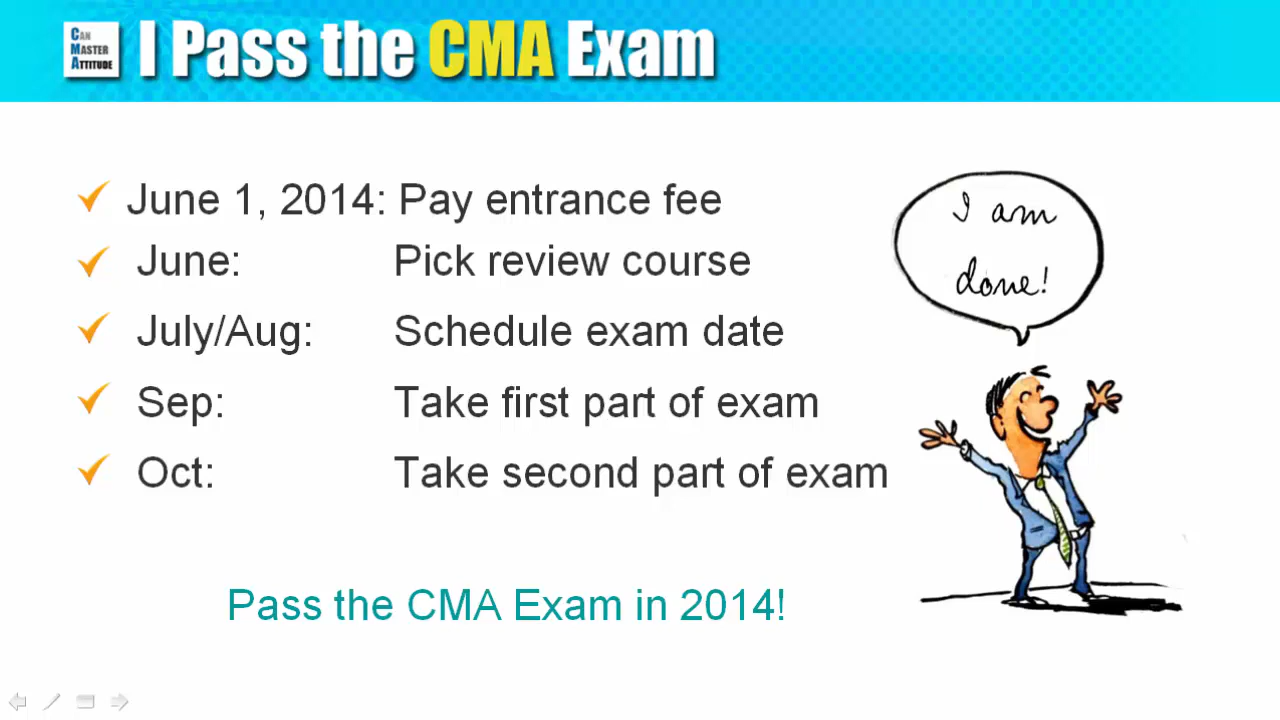 CAN
MASTER
ATTITUDE
I Pass the CMA Exam
June 1, 2014: Pay entrance fee
June: Pick review course
July/Aug: Schedule exam date
Sep: Take first part of exam
Oct: Take second part of exam
I am
done!
Pass the CMA Exam in 2014!